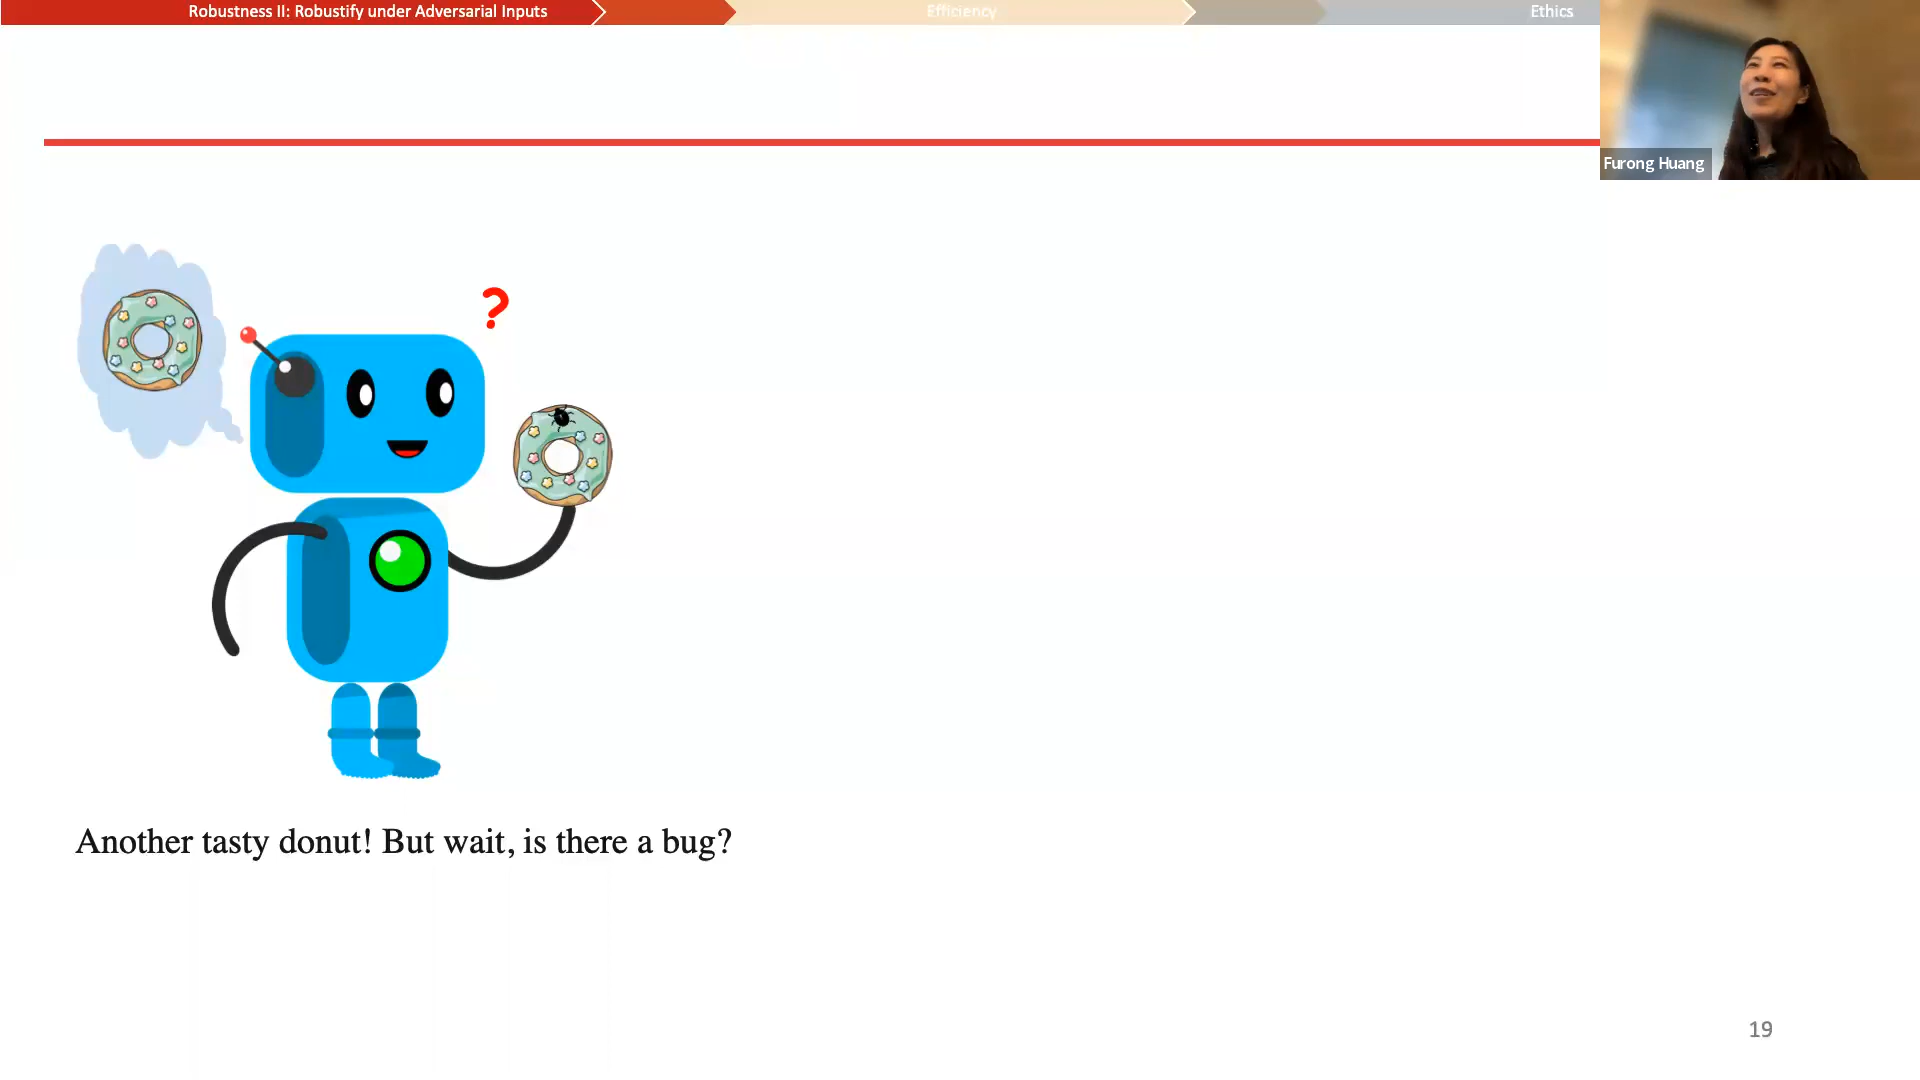 Robustness II: Robustify under Adversarial Inputs
Efficiency
Ethics
Furong Huang
?
Another tasty donut! But wait, is there a bug?
19